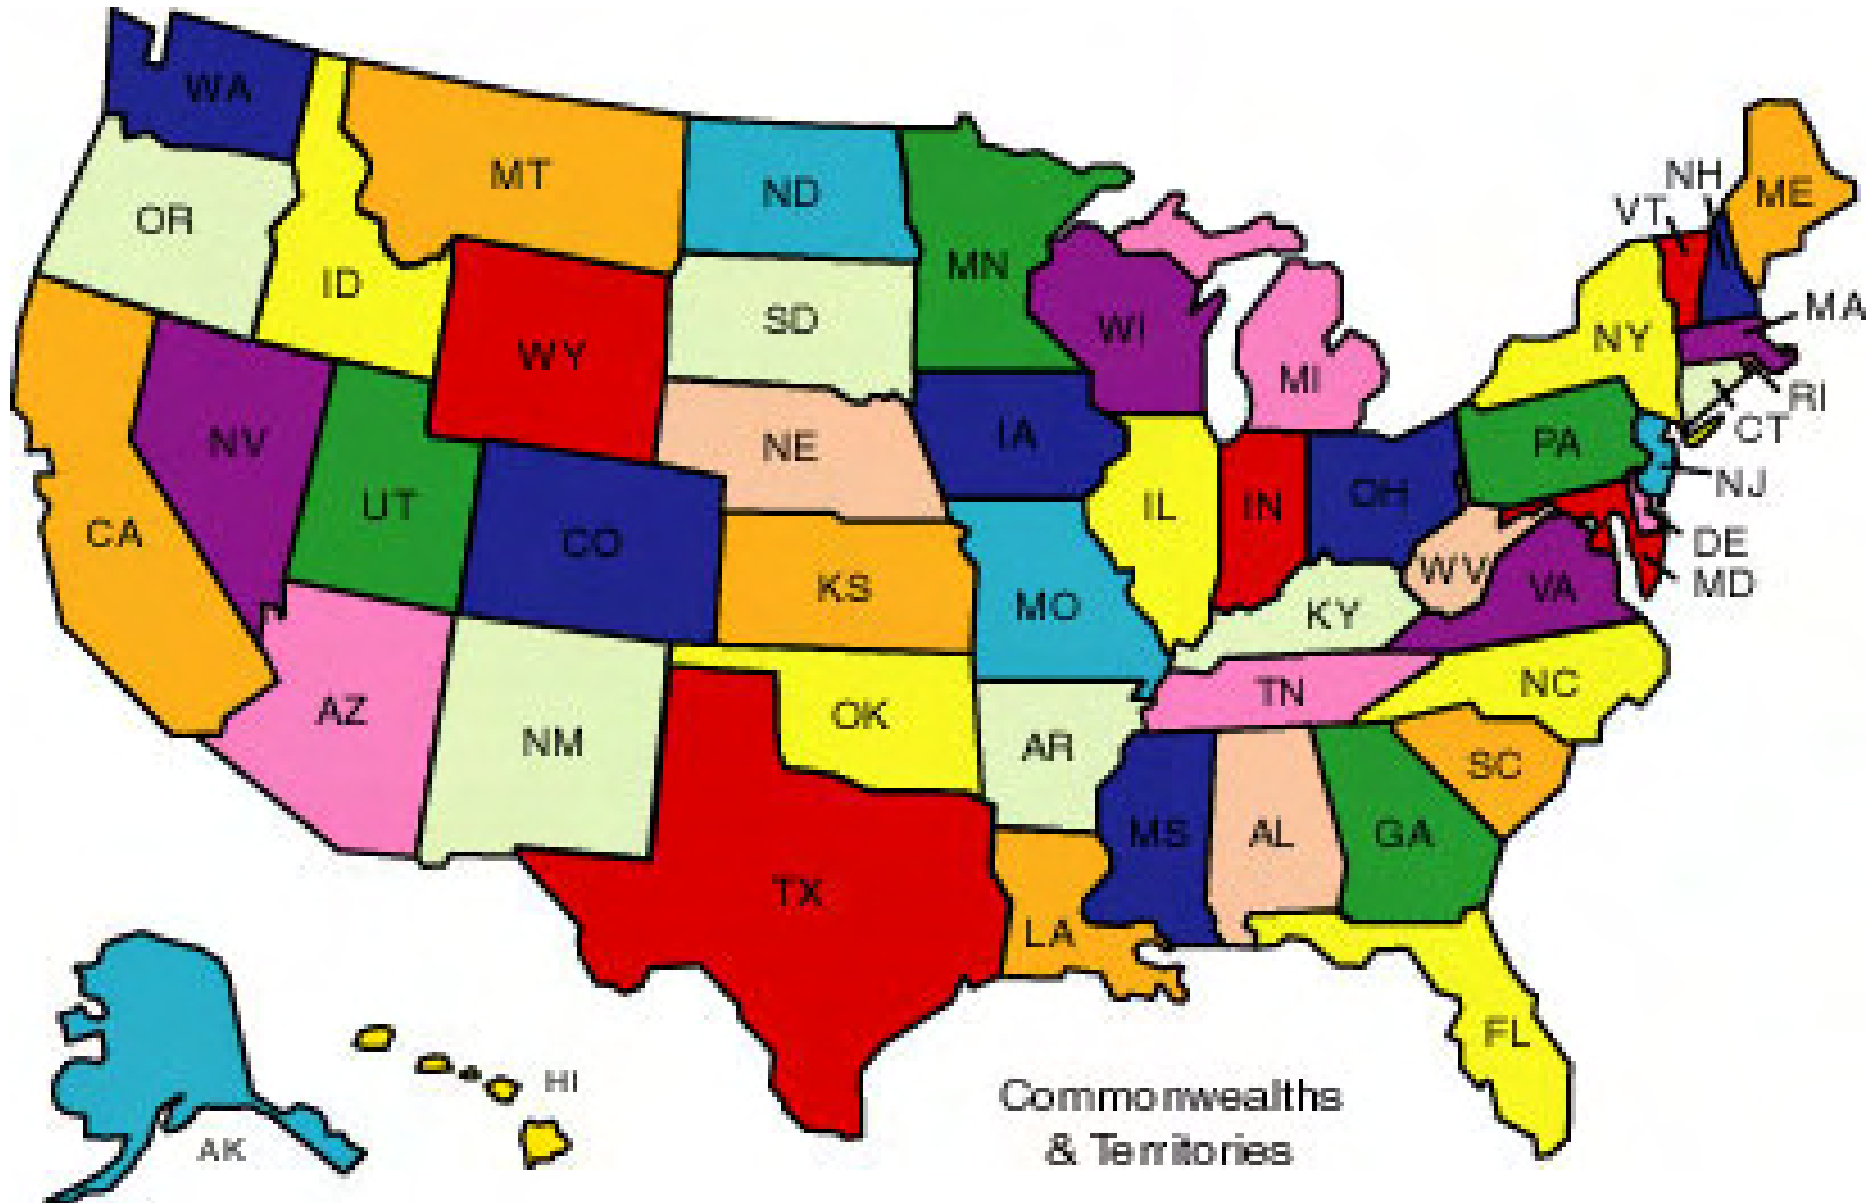 WA
MT
ND
MN
OR
ID
SD
WY
WI
MI
NH
VT
ME
MA
NY
RI
CT
NJ
PA
DE
MD
NV
UT
CO
NE
IA
IL
IN
OH
WV
VA
CA
KS
MO
KY
AZ
NM
OK
AR
TN
NC
SC
TX
LA
MS
AL
GA
FL
AK
HI
Commonwealths
& Territories